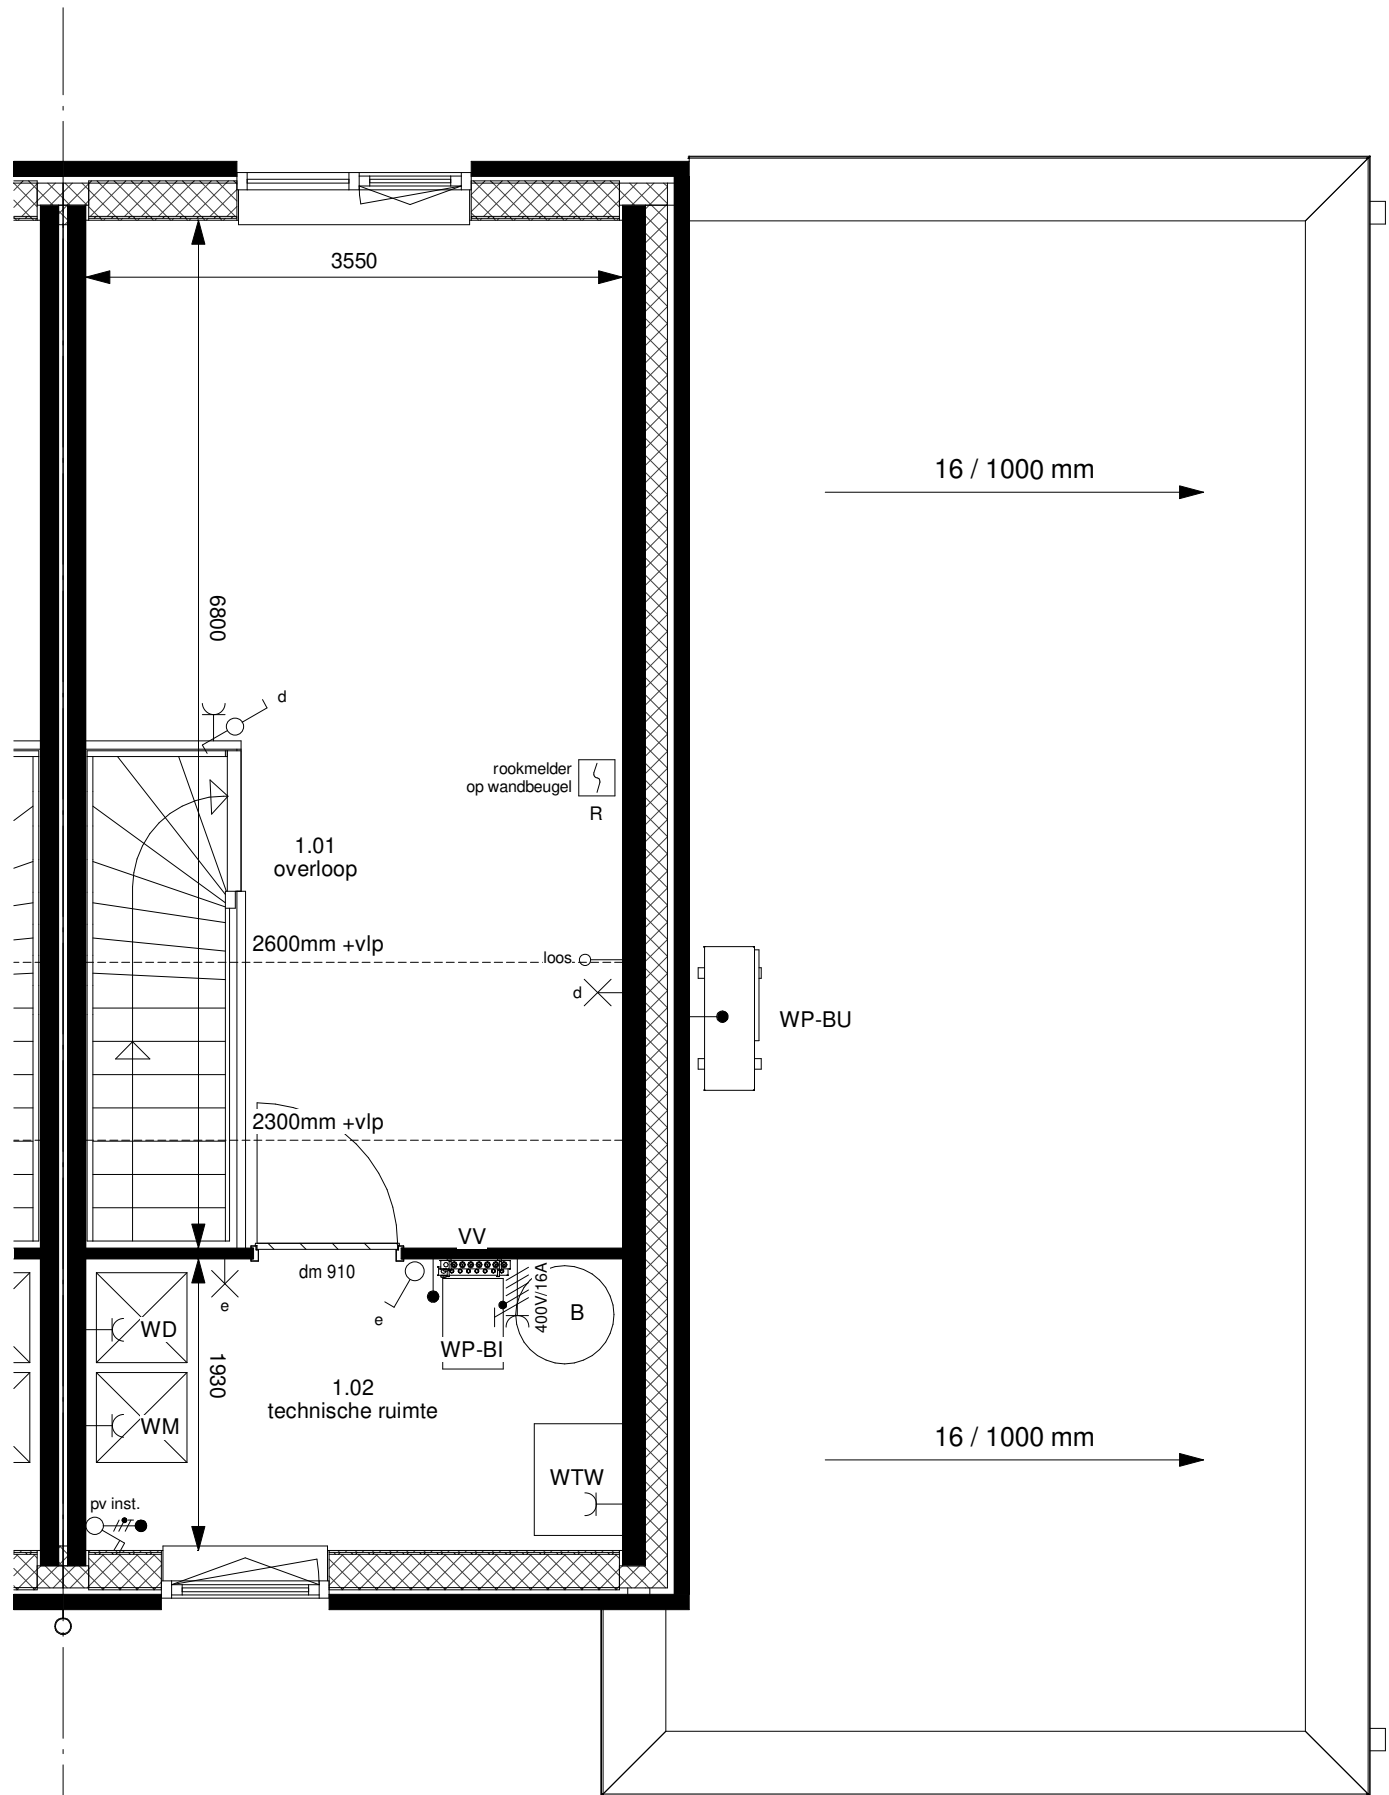 3550
16 / 1000 mm
6800
d
rookmelder
op wandbeugel
R
1.01
overloop
2600mm +vlp
loos
d
WP-BU
2300mm +vlp
VV
dm 910
400V/16A
e
e
B
WD
WP-BI
1930
1.02
technische ruimte
WM
16 / 1000 mm
WTW
pv inst.